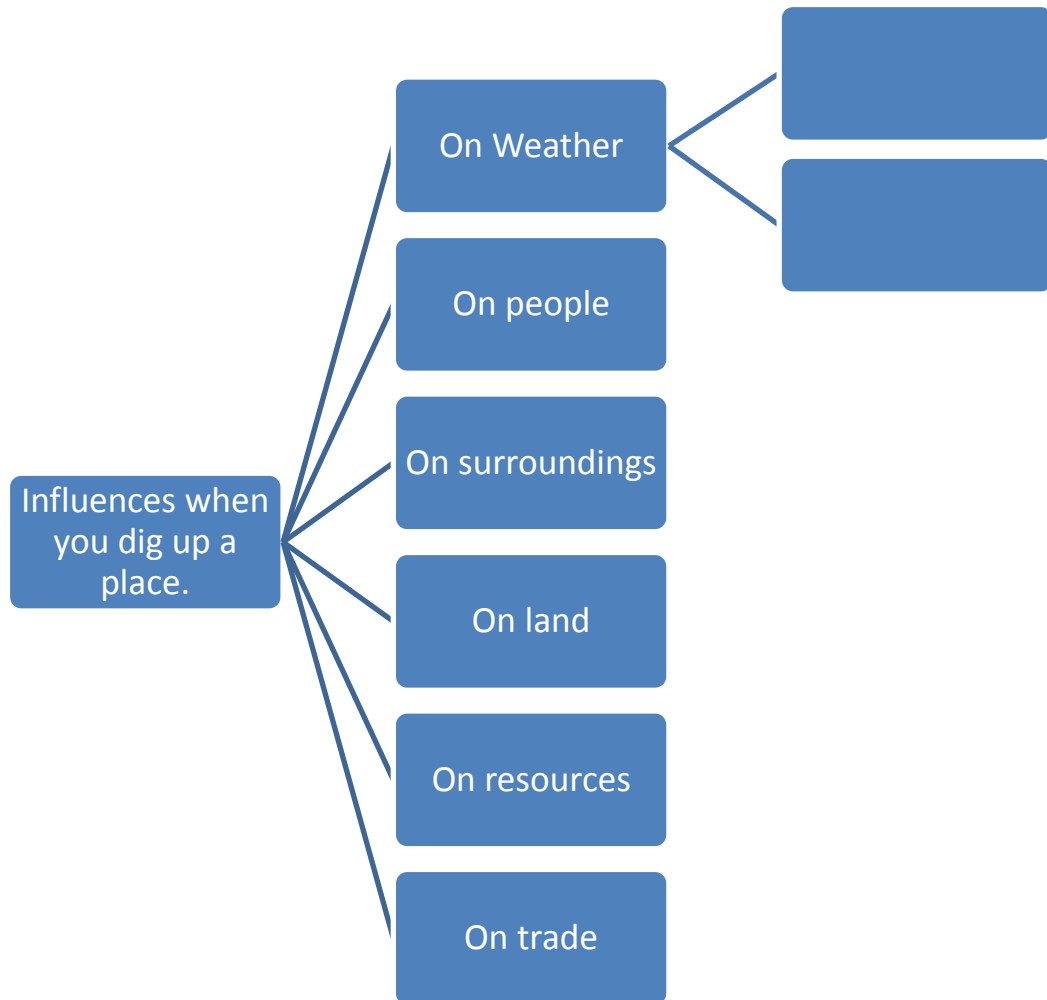 On Weather
On people
On surroundings
Influences when
you dig up a
place.
On land
On resources
On trade